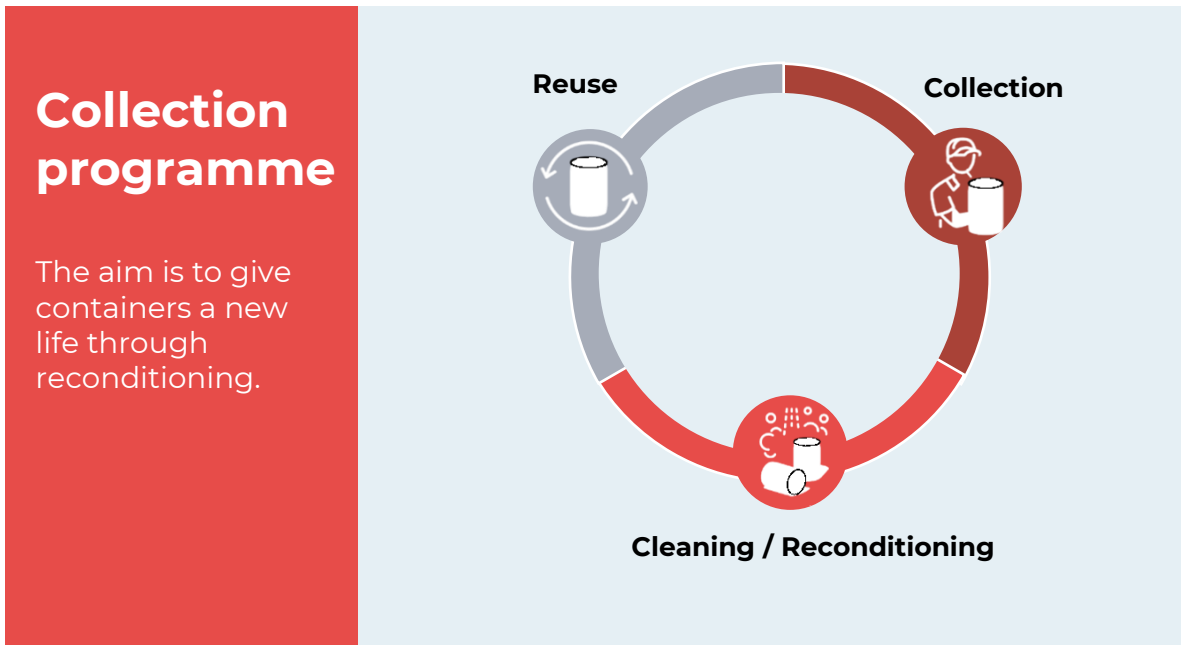 Collection
programme
The aim is to give
containers a new
life through
reconditioning.
Reuse
Collection
Cleaning / Reconditioning